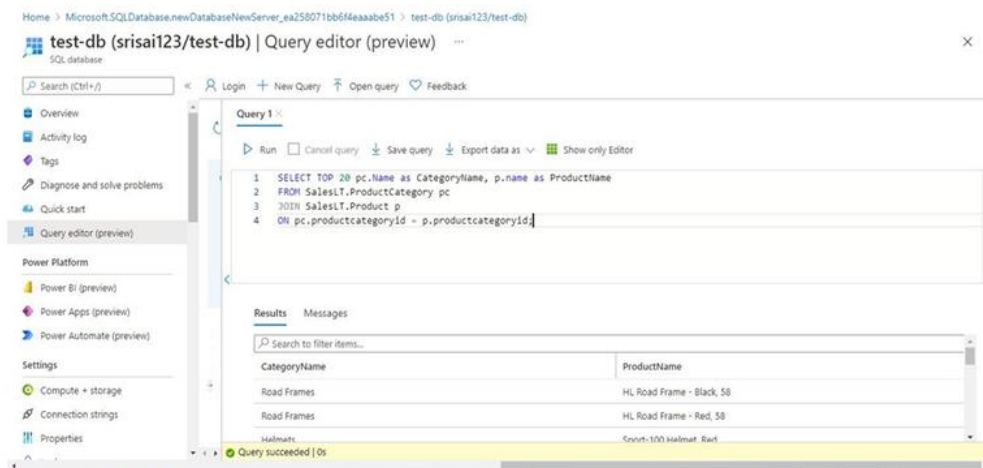 Home > Microsoft.SQLDatabase.newDatabaseNewServer_ea258071bb6f4eaaabe51 > test-db (srisai123/test-db)
test-db (srisai123/test-db) | Query editor (preview) ...
SQL database
Search (Ctrl+/)
Login + New Query Open query Feedback
Overview
Activity log
Tags
Diagnose and solve problems
Quick start
Query editor (preview)
Power Platform
Power BI (preview)
Power Apps (preview)
Power Automate (preview)
Settings
Compute + storage
Connection strings
Properties
Query 1 ×
Run Cancel query Save query Export data as Show only Editor
1 SELECT TOP 20 pc.Name as CategoryName, p.name as ProductName
2 FROM SalesLT.ProductCategory pc
3 JOIN SalesLT.Product p
4 ON pc.productcategoryid = p.productcategoryid;
Results Messages
Search to filter items...
CategoryName ProductName
Road Frames HL Road Frame - Black, 58
Road Frames HL Road Frame - Red, 58
Helmets Sport-100 Helmet, Red
Query succeeded | 0s